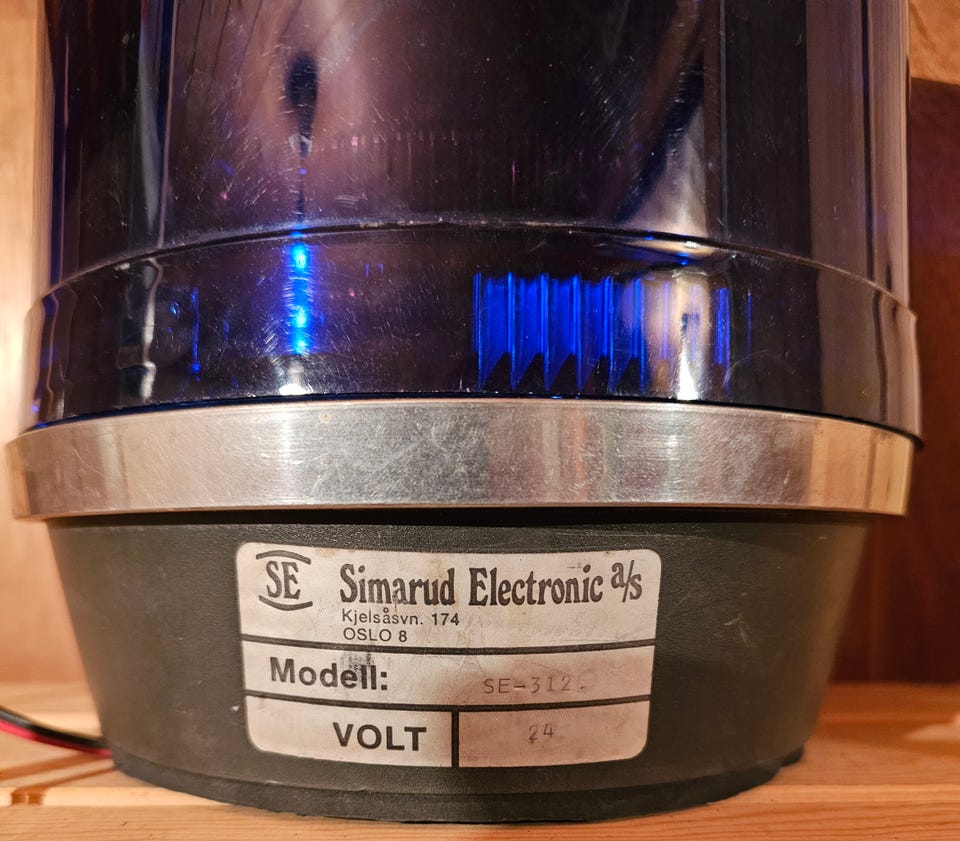 SE Simarud Electronic a/s
Kjelsåsvn. 174
OSLO 8
Modell: SE-312
VOLT 24